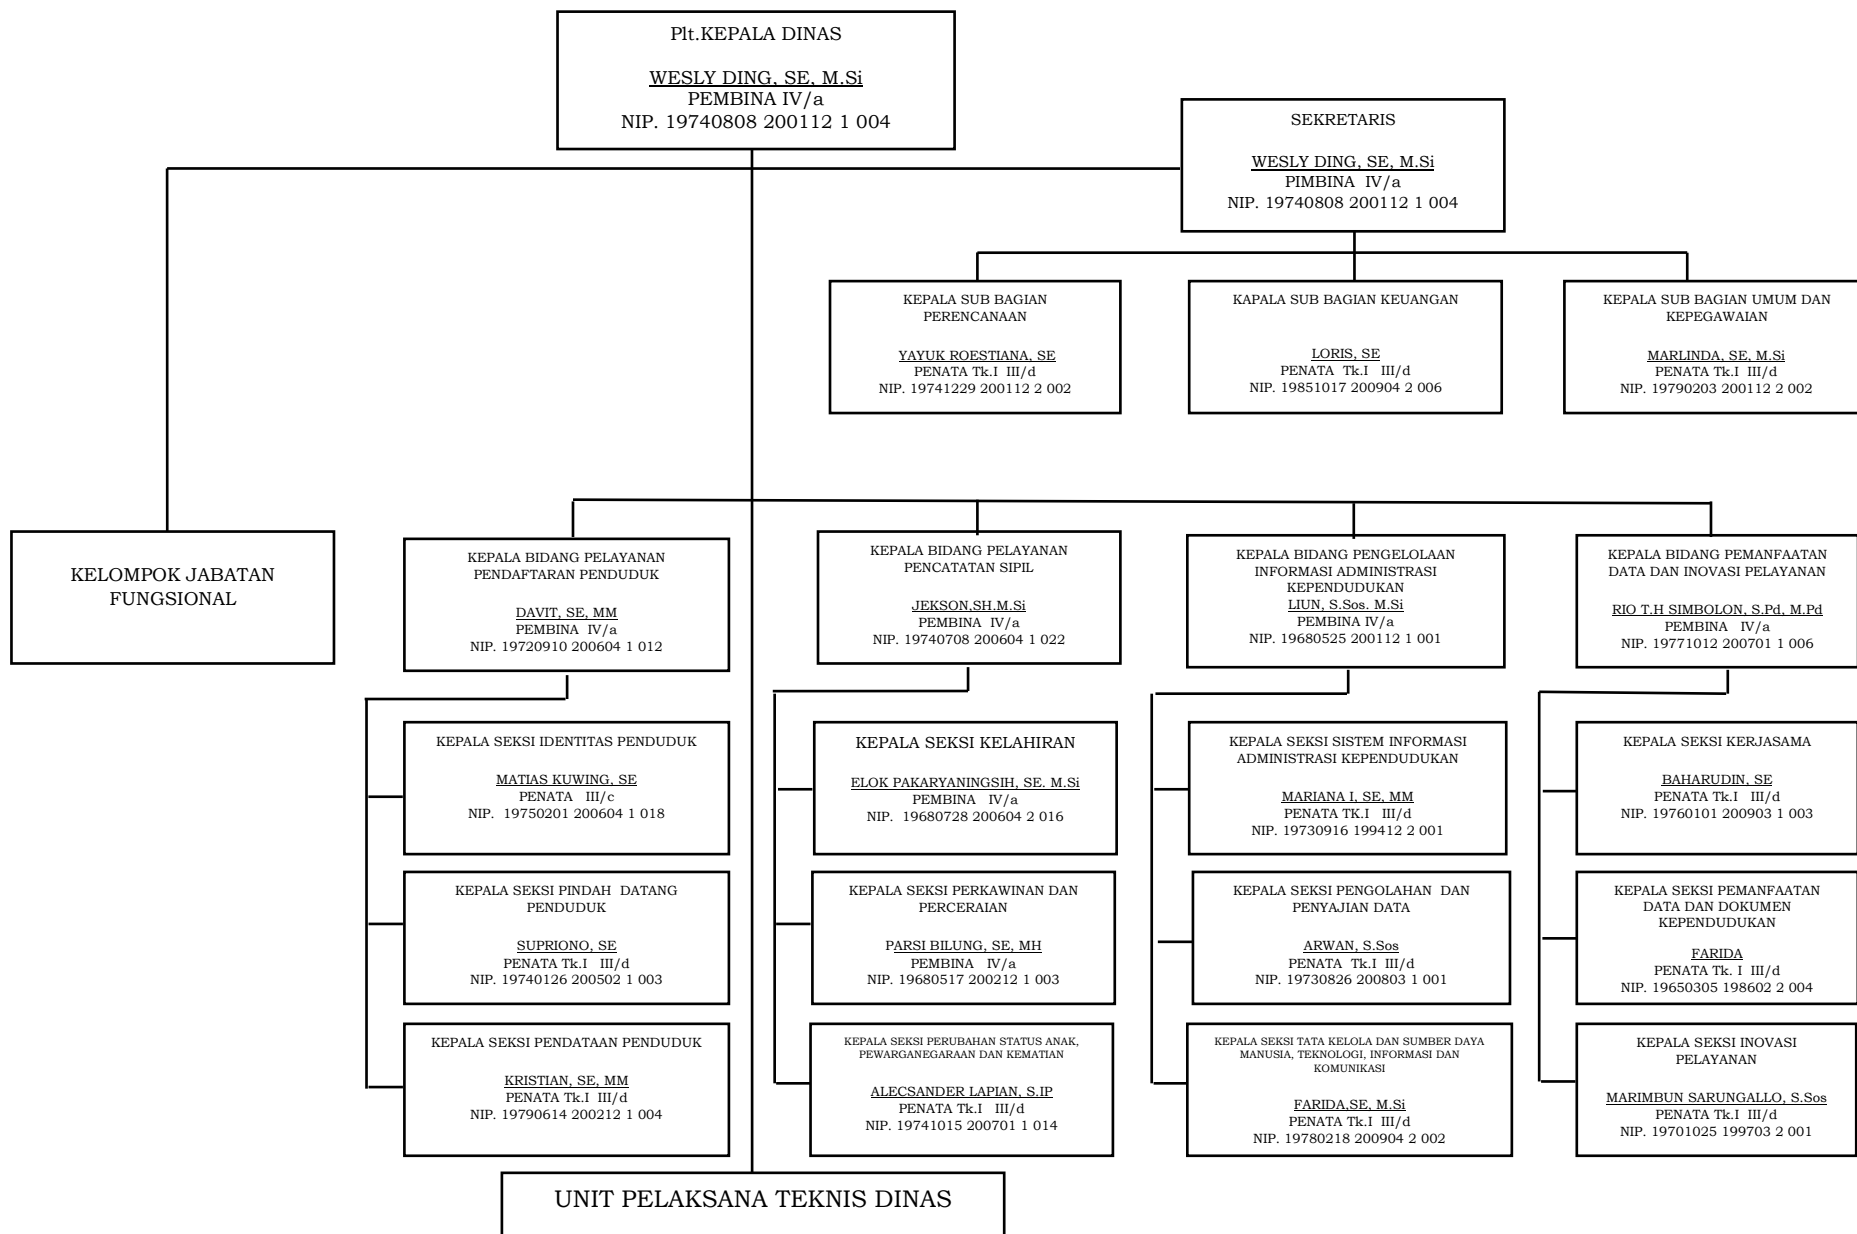 Plt.KEPALA DINAS
WESLY DING, SE, M.Si
PEMBINA IV/a
NIP. 19740808 200112 1 004
SEKRETARIS
WESLY DING, SE, M.Si
PIMBINA IV/a
NIP. 19740808 200112 1 004
KEPALA SUB BAGIAN
PERENCANAAN
YAYUK ROESTIANA, SE
PENATA Tk.I III/d
NIP. 19741229 200112 2 002
KAPALA SUB BAGIAN KEUANGAN
LORIS, SE
PENATA Tk.I III/d
NIP. 19851017 200904 2 006
KEPALA SUB BAGIAN UMUM DAN
KEPEGAWAIAN
MARLINDA, SE, M.Si
PENATA Tk.I III/d
NIP. 19790203 200112 2 002
KELOMPOK JABATAN
FUNGSIONAL
KEPALA BIDANG PELAYANAN
PENDAFTARAN PENDUDUK
DAVIT, SE, MM
PEMBINA IV/a
NIP. 19720910 200604 1 012
KEPALA BIDANG PELAYANAN
PENCATATAN SIPIL
JEKSON,SH.M.Si
PEMBINA IV/a
NIP. 19740708 200604 1 022
KEPALA BIDANG PENGELOLAAN
INFORMASI ADMINISTRASI
KEPENDUDUKAN
LIUN, S.Sos. M.Si
PEMBINA IV/a
NIP. 19680525 200112 1 001
KEPALA BIDANG PEMANFAATAN
DATA DAN INOVASI PELAYANAN
RIO T.H SIMBOLON, S.Pd, M.Pd
PEMBINA IV/a
NIP. 19771012 200701 1 006
KEPALA SEKSI IDENTITAS PENDUDUK
MATIAS KUWING, SE
PENATA III/c
NIP. 19750201 200604 1 018
KEPALA SEKSI KELAHIRAN
ELOK PAKARYANINGSIH, SE. M.Si
PEMBINA IV/a
NIP. 19680728 200604 2 016
KEPALA SEKSI SISTEM INFORMASI
ADMINISTRASI KEPENDUDUKAN
MARIANA I, SE, MM
PENATA TK.I III/d
NIP. 19730916 199412 2 001
KEPALA SEKSI KERJASAMA
BAHARUDIN, SE
PENATA Tk.I III/d
NIP. 19760101 200903 1 003
KEPALA SEKSI PINDAH DATANG
PENDUDUK
SUPRIONO, SE
PENATA Tk.I III/d
NIP. 19740126 200502 1 003
KEPALA SEKSI PERKAWINAN DAN
PERCERAIAN
PARSI BILUNG, SE, MH
PEMBINA IV/a
NIP. 19680517 200212 1 003
KEPALA SEKSI PENGOLAHAN DAN
PENYAJIAN DATA
ARWAN, S.Sos
PENATA Tk.I III/d
NIP. 19730826 200803 1 001
KEPALA SEKSI PEMANFAATAN
DATA DAN DOKUMEN
KEPENDUDUKAN
FARIDA
PENATA Tk. I III/d
NIP. 19650305 198602 2 004
KEPALA SEKSI PENDATAAN PENDUDUK
KRISTIAN, SE, MM
PENATA Tk.I III/d
NIP. 19790614 200212 1 004
KEPALA SEKSI PERUBAHAN STATUS ANAK,
PEWARGANEGARAAN DAN KEMATIAN
ALECSANDER LAPIAN, S.IP
PENATA Tk.I III/d
NIP. 19741015 200701 1 014
KEPALA SEKSI TATA KELOLA DAN SUMBER DAYA
MANUSIA, TEKNOLOGI, INFORMASI DAN
KOMUNIKASI
FARIDA,SE, M.Si
PENATA Tk.I III/d
NIP. 19780218 200904 2 002
KEPALA SEKSI INOVASI
PELAYANAN
MARIMBUN SARUNGALLO, S.Sos
PENATA Tk.I III/d
NIP. 19701025 199703 2 001
UNIT PELAKSANA TEKNIS DINAS